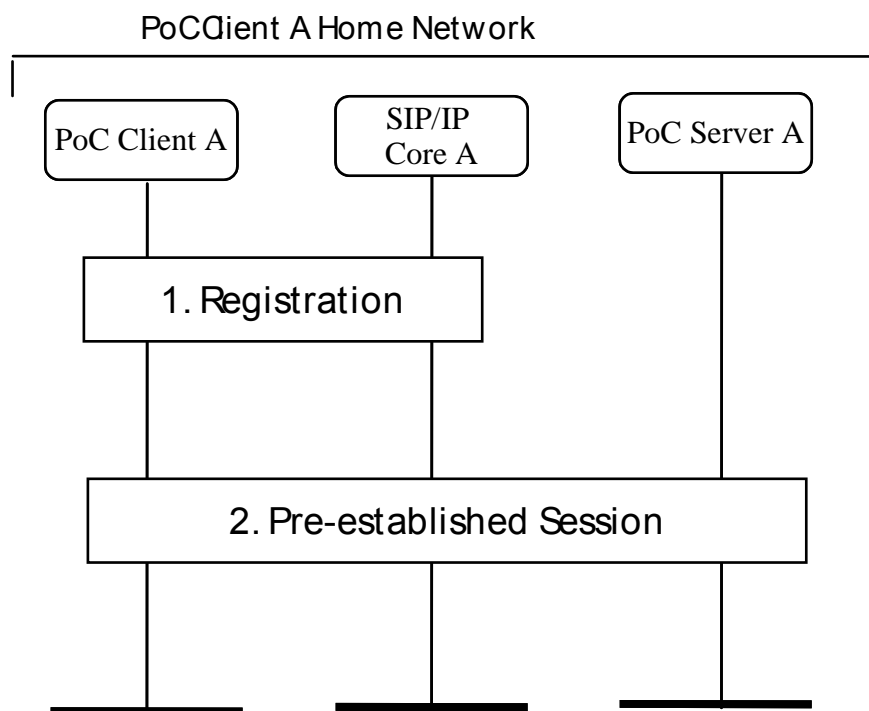 PoCClient A Home Network
PoC Client A
SIP/IP
Core A
PoC Server A
1. Registration
2. Pre-established Session